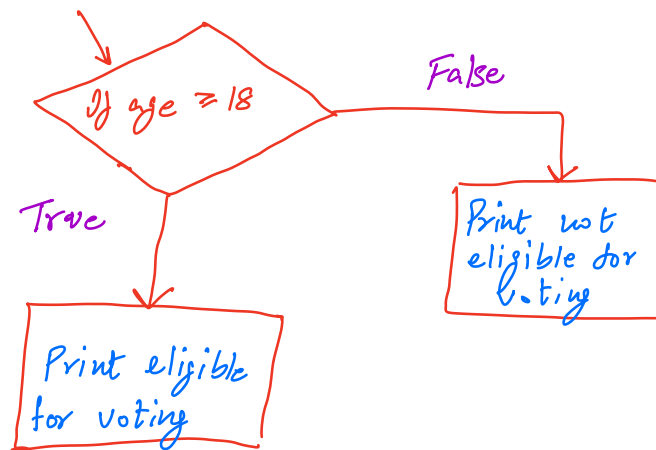 If age >= 18
False
True
Print not
eligible for
voting
Print eligible
for voting